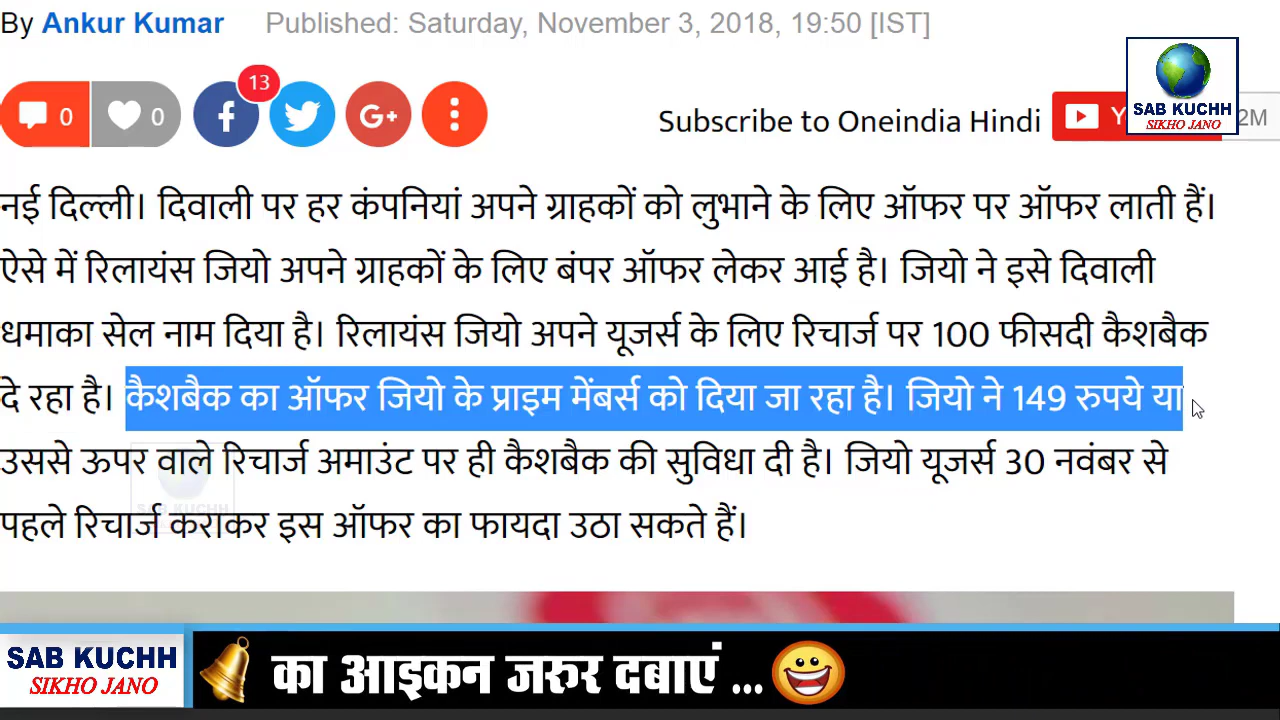 By Ankur Kumar Published: Saturday, November 3, 2018, 19:50 [IST]
13
0 0 f G+ Subscribe to Oneindia Hindi Y 2M
SAB KUCHH
SIKHO JANO
नई दिल्ली। दिवाली पर हर कंपनियां अपने ग्राहकों को लुभाने के लिए ऑफर पर ऑफर लाती हैं।
ऐसे में रिलायंस जियो अपने ग्राहकों के लिए बंपर ऑफर लेकर आई है। जियो ने इसे दिवाली
धमाका सेल नाम दिया है। रिलायंस जियो अपने यूजर्स के लिए रिचार्ज पर 100 फीसदी कैशबैक
दे रहा है। कैशबैक का ऑफर जियो के प्राइम मेंबर्स को दिया जा रहा है। जियो ने 149 रुपये या
उससे ऊपर वाले रिचार्ज अमाउंट पर ही कैशबैक की सुविधा दी है। जियो यूजर्स 30 नवंबर से
SAB KUCHH
पहले रिचार्ज कराकर इस ऑफर का फायदा उठा सकते हैं।
SAB KUCHH
SIKHO JANO
का आइकन जरुर दबाएं ...